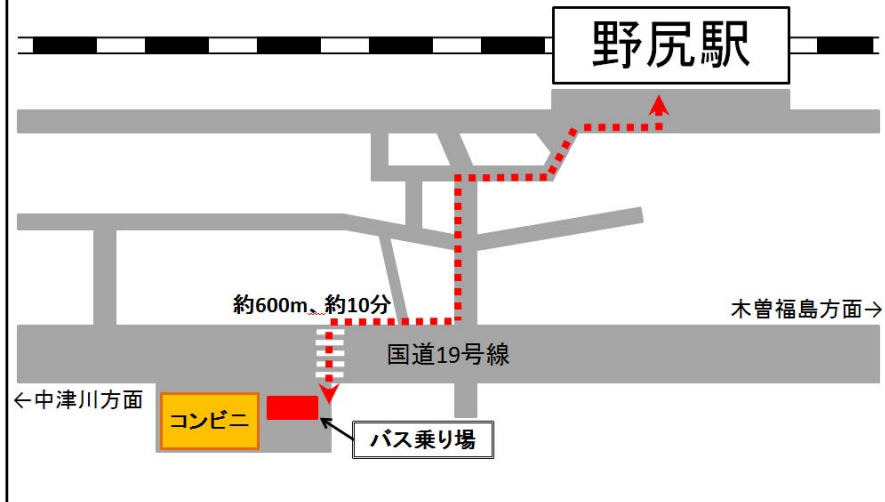 野尻駅
約600m、約10分
木曽福島方面→
国道19号線
←中津川方面
コンビニ
バス乗り場